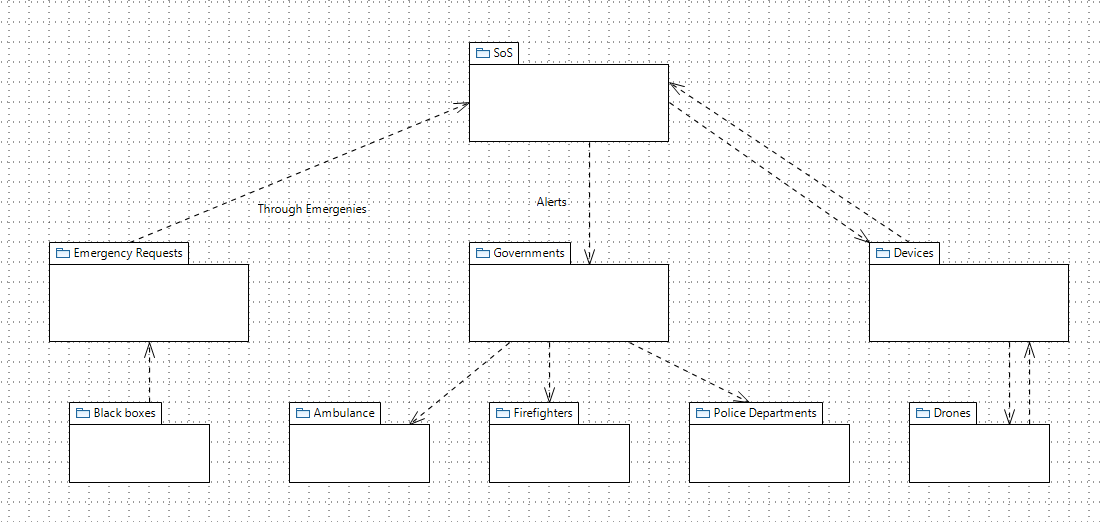 SoS
Through Emergenies
Alerts
Emergency Requests
Governments
Devices
Black boxes
Ambulance
Firefighters
Police Departments
Drones